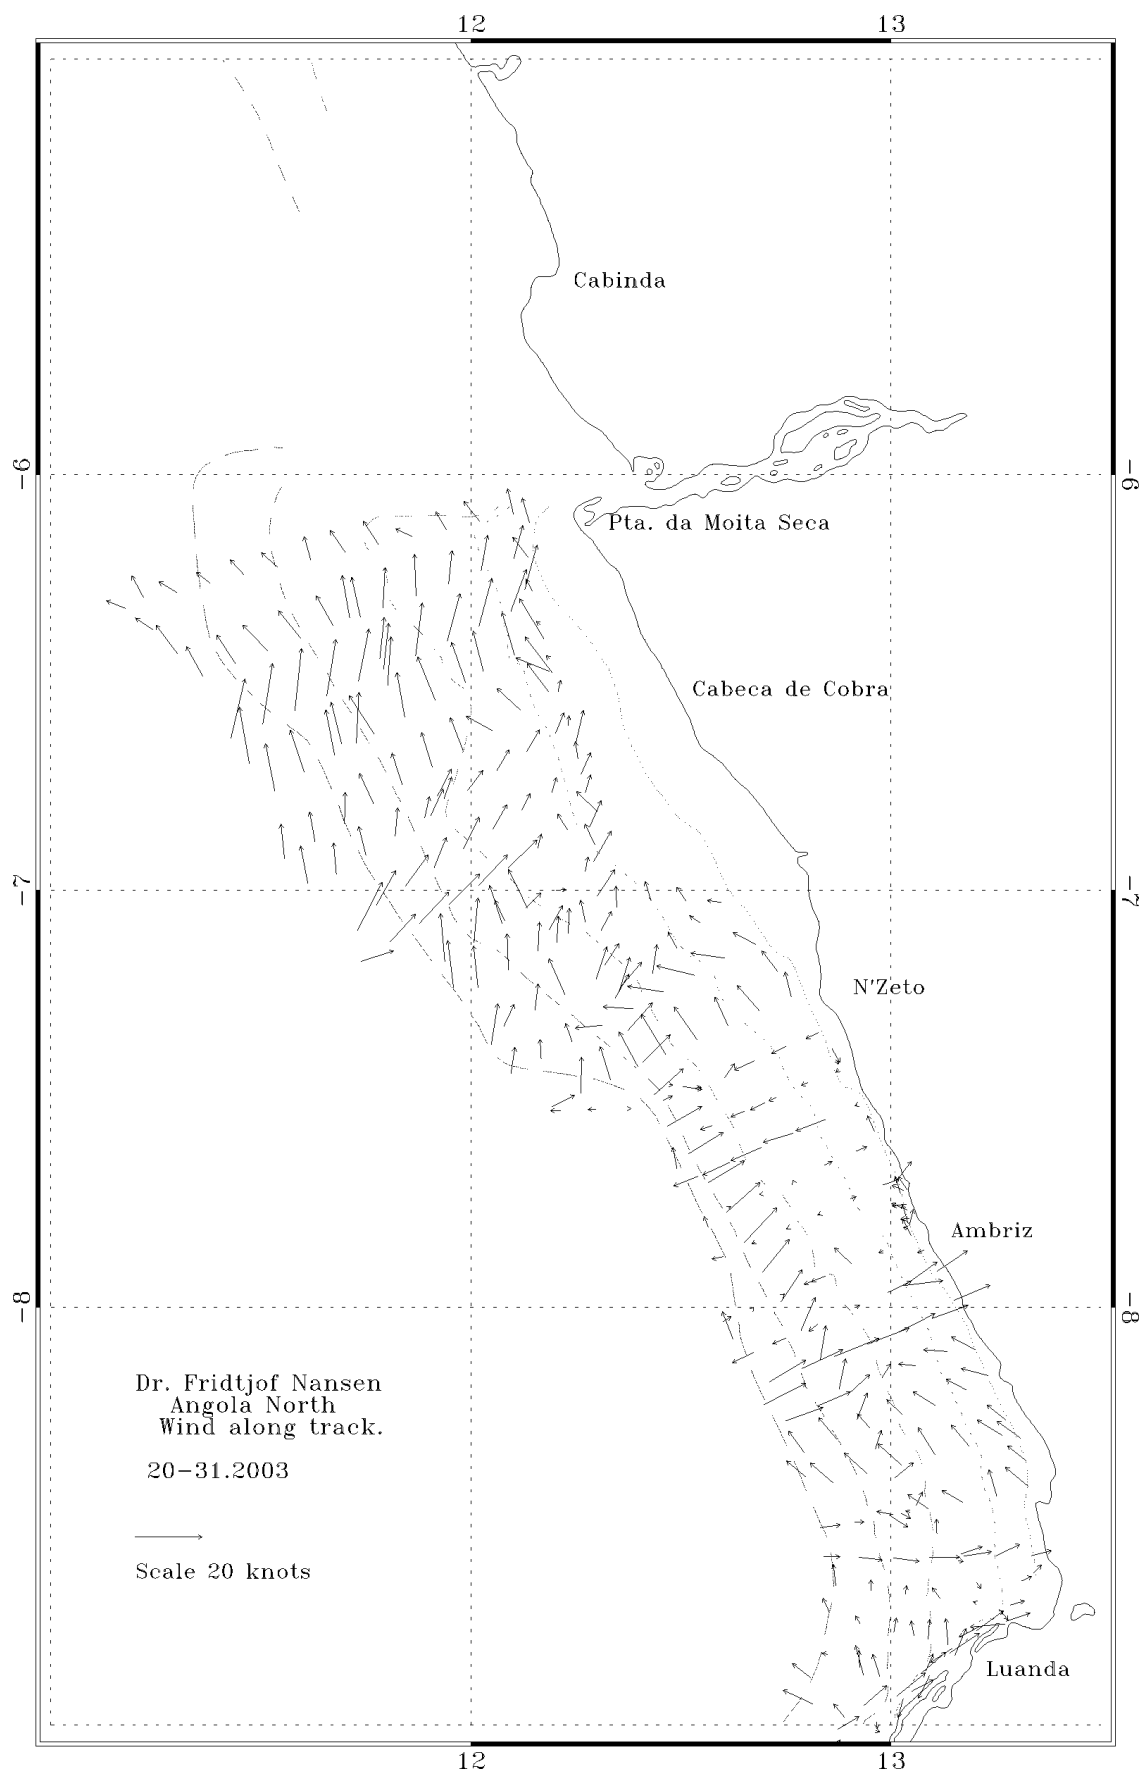 12 13
Cabinda
-6 -6
Pta. da Moita Seca
Cabeca de Cobra
-7 -7
N'Zeto
Ambriz
-8 -8
Dr. Fridtjof Nansen
Angola North
Wind along track.
20-31.2003
Scale 20 knots
Luanda
12 13